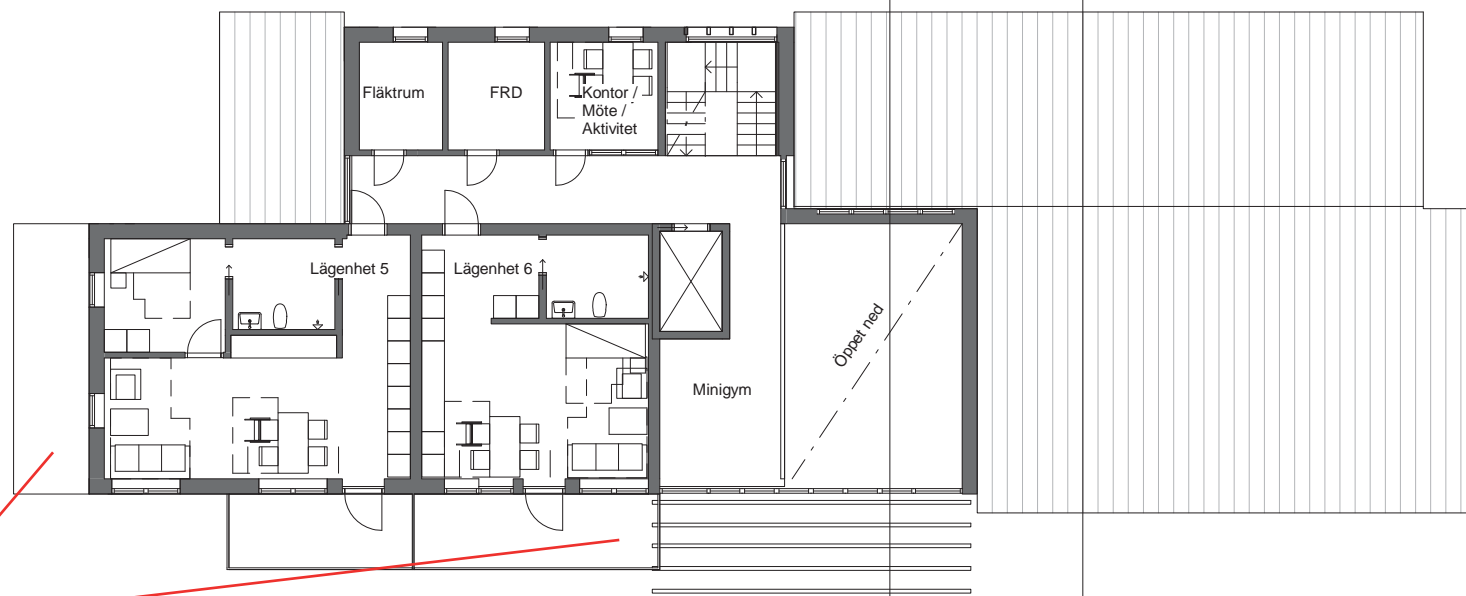 Fläktrum
FRD
Kontor /
Möte /
Aktivitet
Lägenhet 5
Lägenhet 6
Öppet ned
Minigym